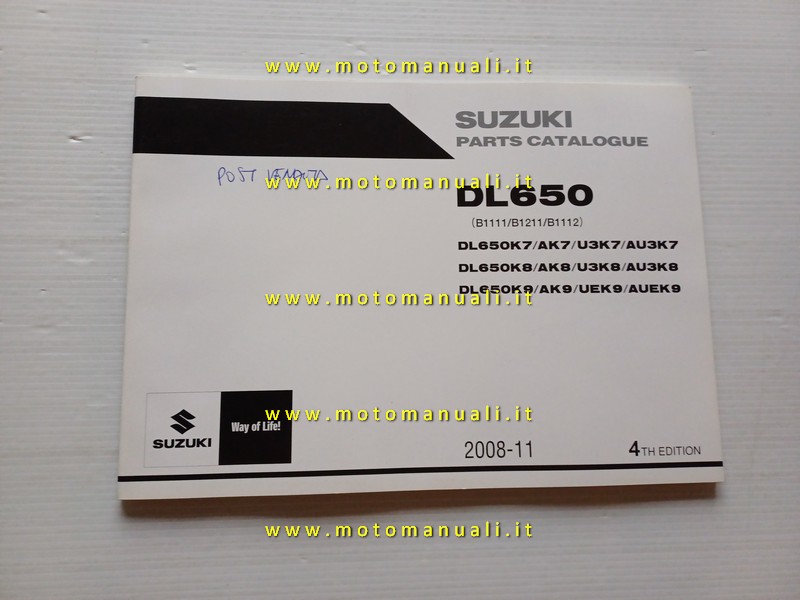 www.motomanuali.it
SUZUKI
PARTS CATALOGUE
POST VENDITA
www.motomanuali.it
DL650
(B1111/B1211/B1112)
DL650K7/AK7/U3K7/AU3K7
DL650K8/AK8/U3K8/AU3K8
DL650K9/AK9/UEK9/AUEK9
www.motomanuali.it
www.motomanuali.it
SUZUKI
Way of Life!
2008-11
4TH EDITION
www.motomanuali.it